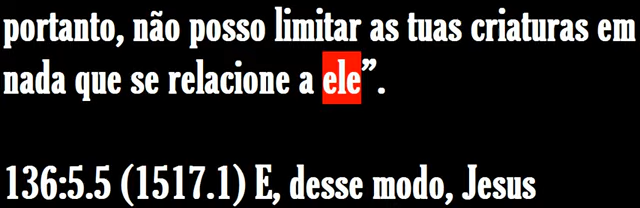 portanto, não posso limitar as tuas criaturas em
nada que se relacione a ele”.
136:5.5 (1517.1) E, desse modo, Jesus